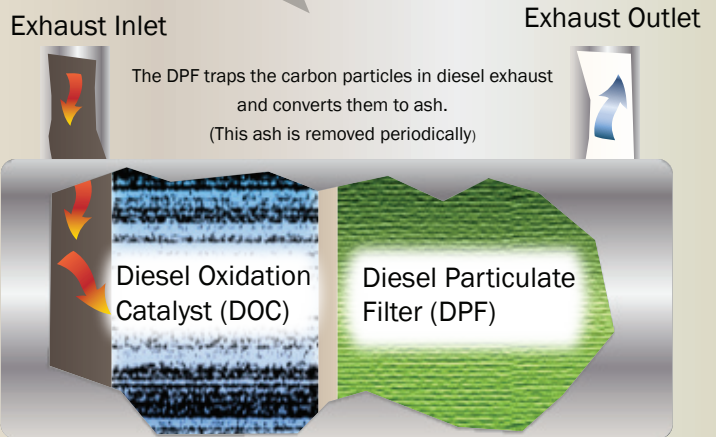 Exhaust Inlet
Exhaust Outlet
The DPF traps the carbon particles in diesel exhaust
and converts them to ash.
(This ash is removed periodically)
Diesel Oxidation
Catalyst (DOC)
Diesel Particulate
Filter (DPF)